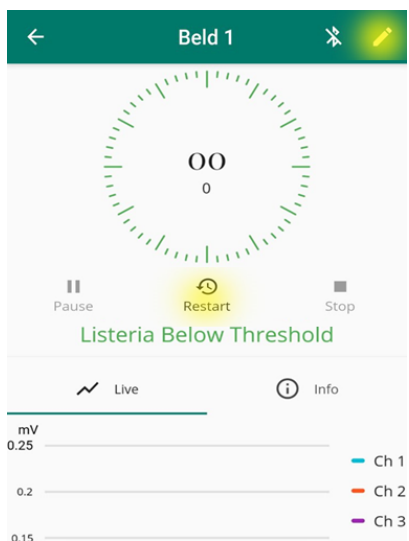 Beld 1
00
0
Pause Restart Stop
Listeria Below Threshold
Live Info
mV
0.25
Ch 1
0.2
Ch 2
Ch 3
0.15